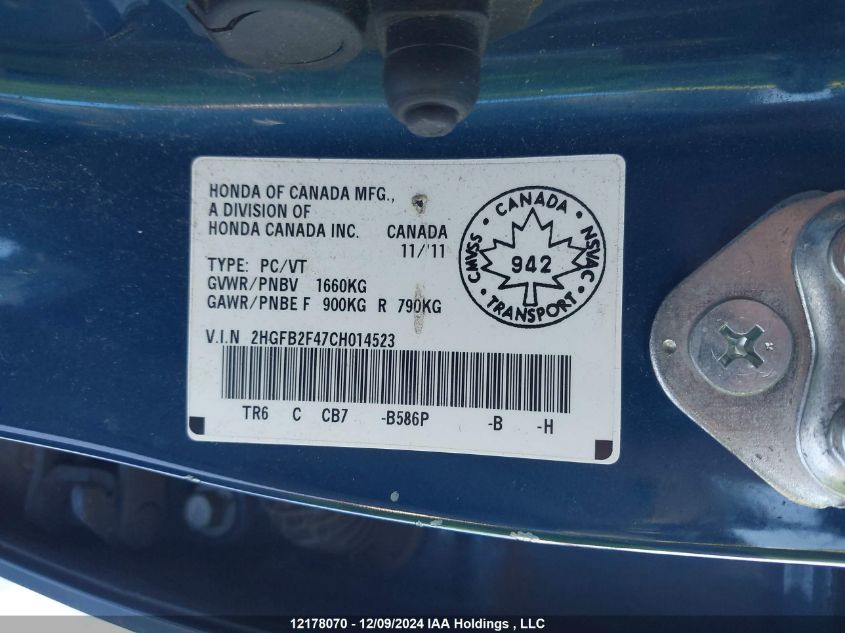 HONDA OF CANADA MFG.,
A DIVISION OF
HONDA CANADA INC. CANADA
11/'11
TYPE: PC/VT
GVWR/PNBV 1660KG
GAWR/PNBE F 900KG R 790KG
V.I.N 2HGFB2F47CH014523
TR6 C CB7 -B586P -B -H
CMVSS • CANADA • NSVAC • TRANSPORT •
942
12178070 - 12/09/2024 IAA Holdings , LLC